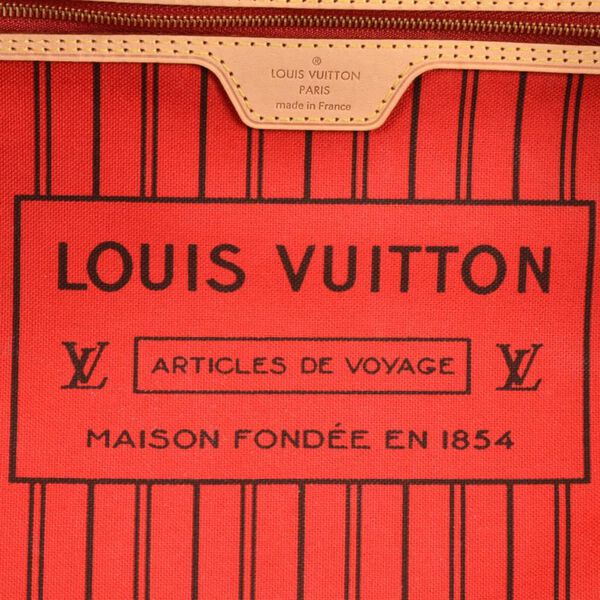 ®
LOUIS VUITTON
PARIS
made in France
LOUIS VUITTON
LV ARTICLES DE VOYAGE LV
MAISON FONDÉE EN 1854